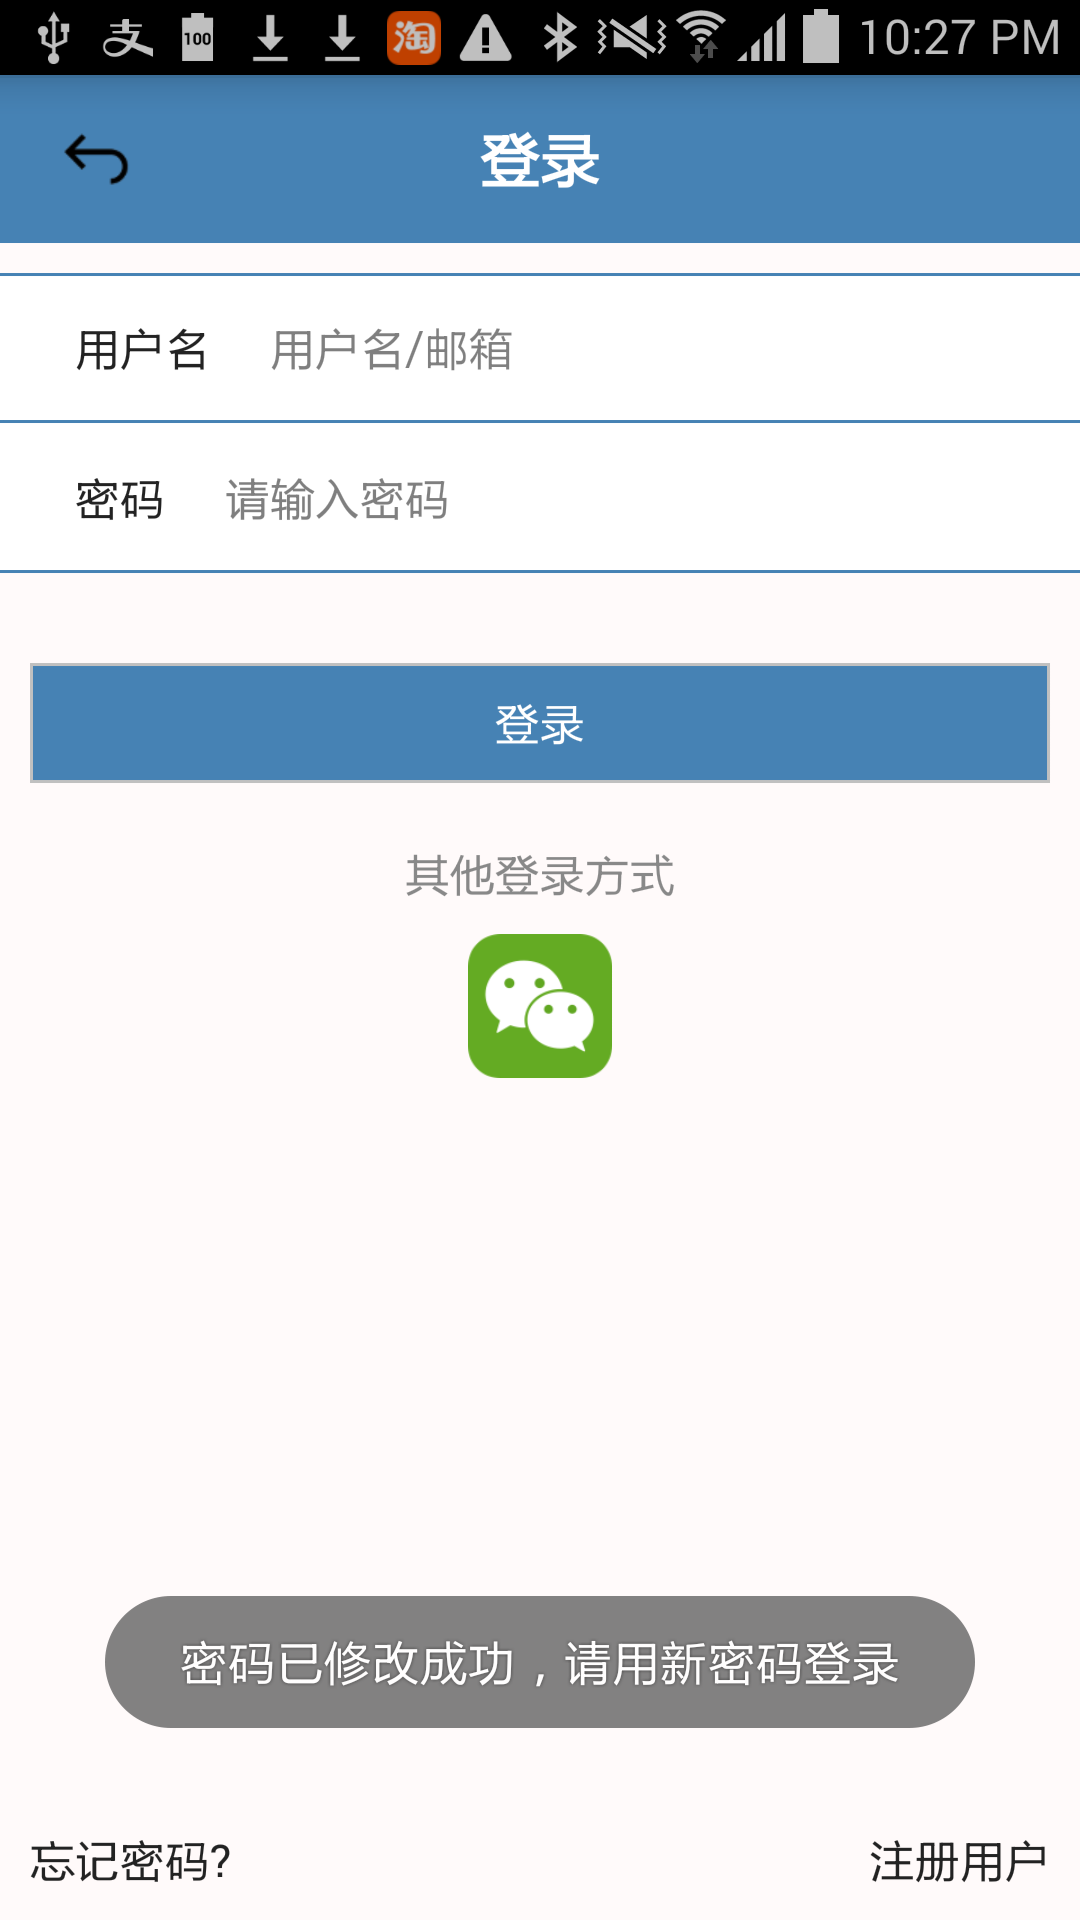 100 淘 10:27 PM
登录
用户名 用户名/邮箱
密码 请输入密码
登录
其他登录方式
密码已修改成功，请用新密码登录
忘记密码? 注册用户